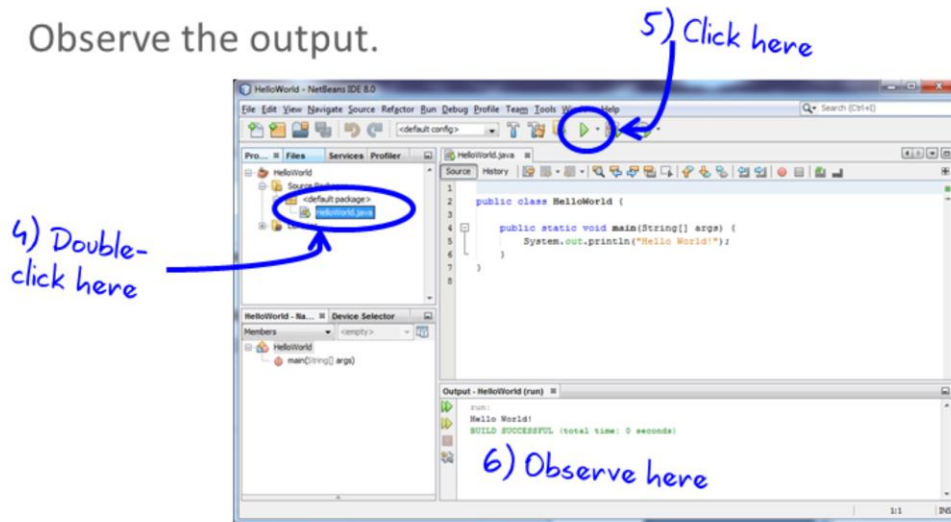 Observe the output.
5) Click here
HelloWorld - NetBeans IDE 8.0
File Edit View Navigate Source Refactor Run Debug Profile Team Tools Help
Search (Ctrl+I)
<default config>
Pro... Files Services Profiler
HelloWorld.java
HelloWorld
Source History
Source
<default package>
HelloWorld.java
1
2 public class HelloWorld {
3
4 public static void main(String[] args) {
5 System.out.println("Hello World!");
6 }
7 }
8
4) Double-
click here
HelloWorld - Na... Device Selector
Members <empty>
HelloWorld
main(String[] args)
Output - HelloWorld (run)
run:
Hello World!
BUILD SUCCESSFUL (total time: 0 seconds)
6) Observe here
1:1